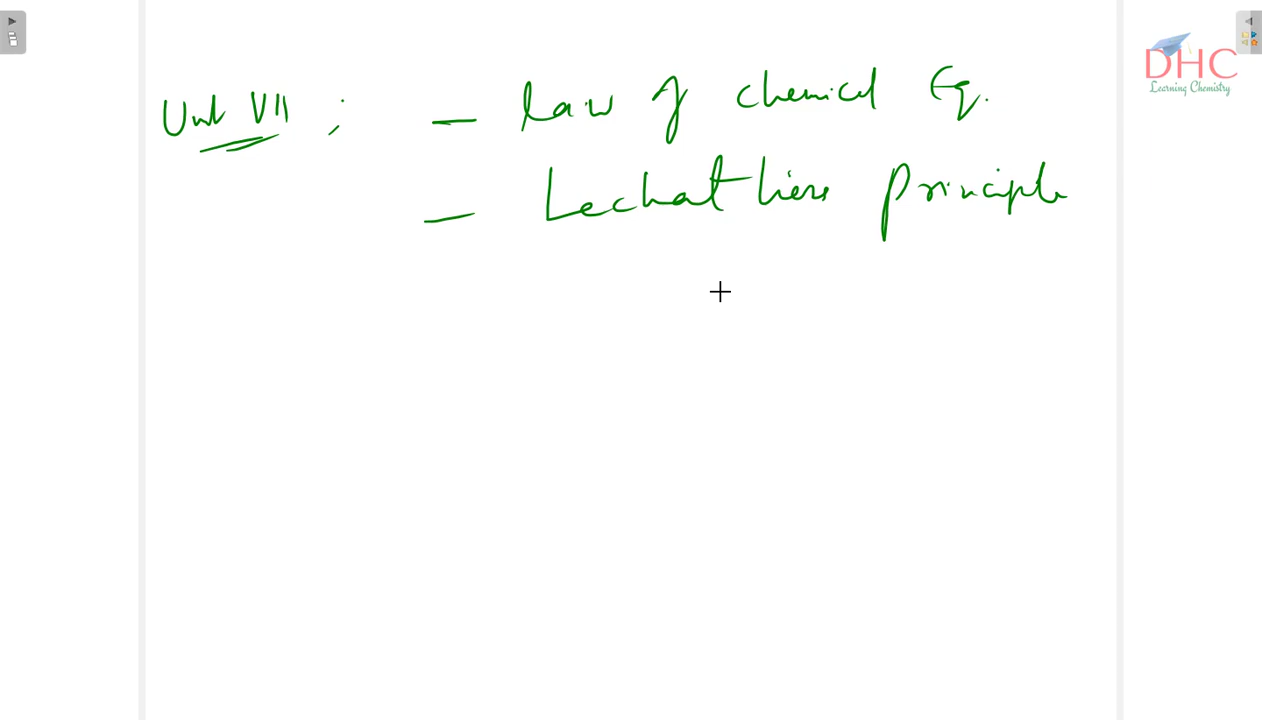 Unit VII ; - law of chemical Eq.
- Lechatliers principle
DHC
Learning Chemistry